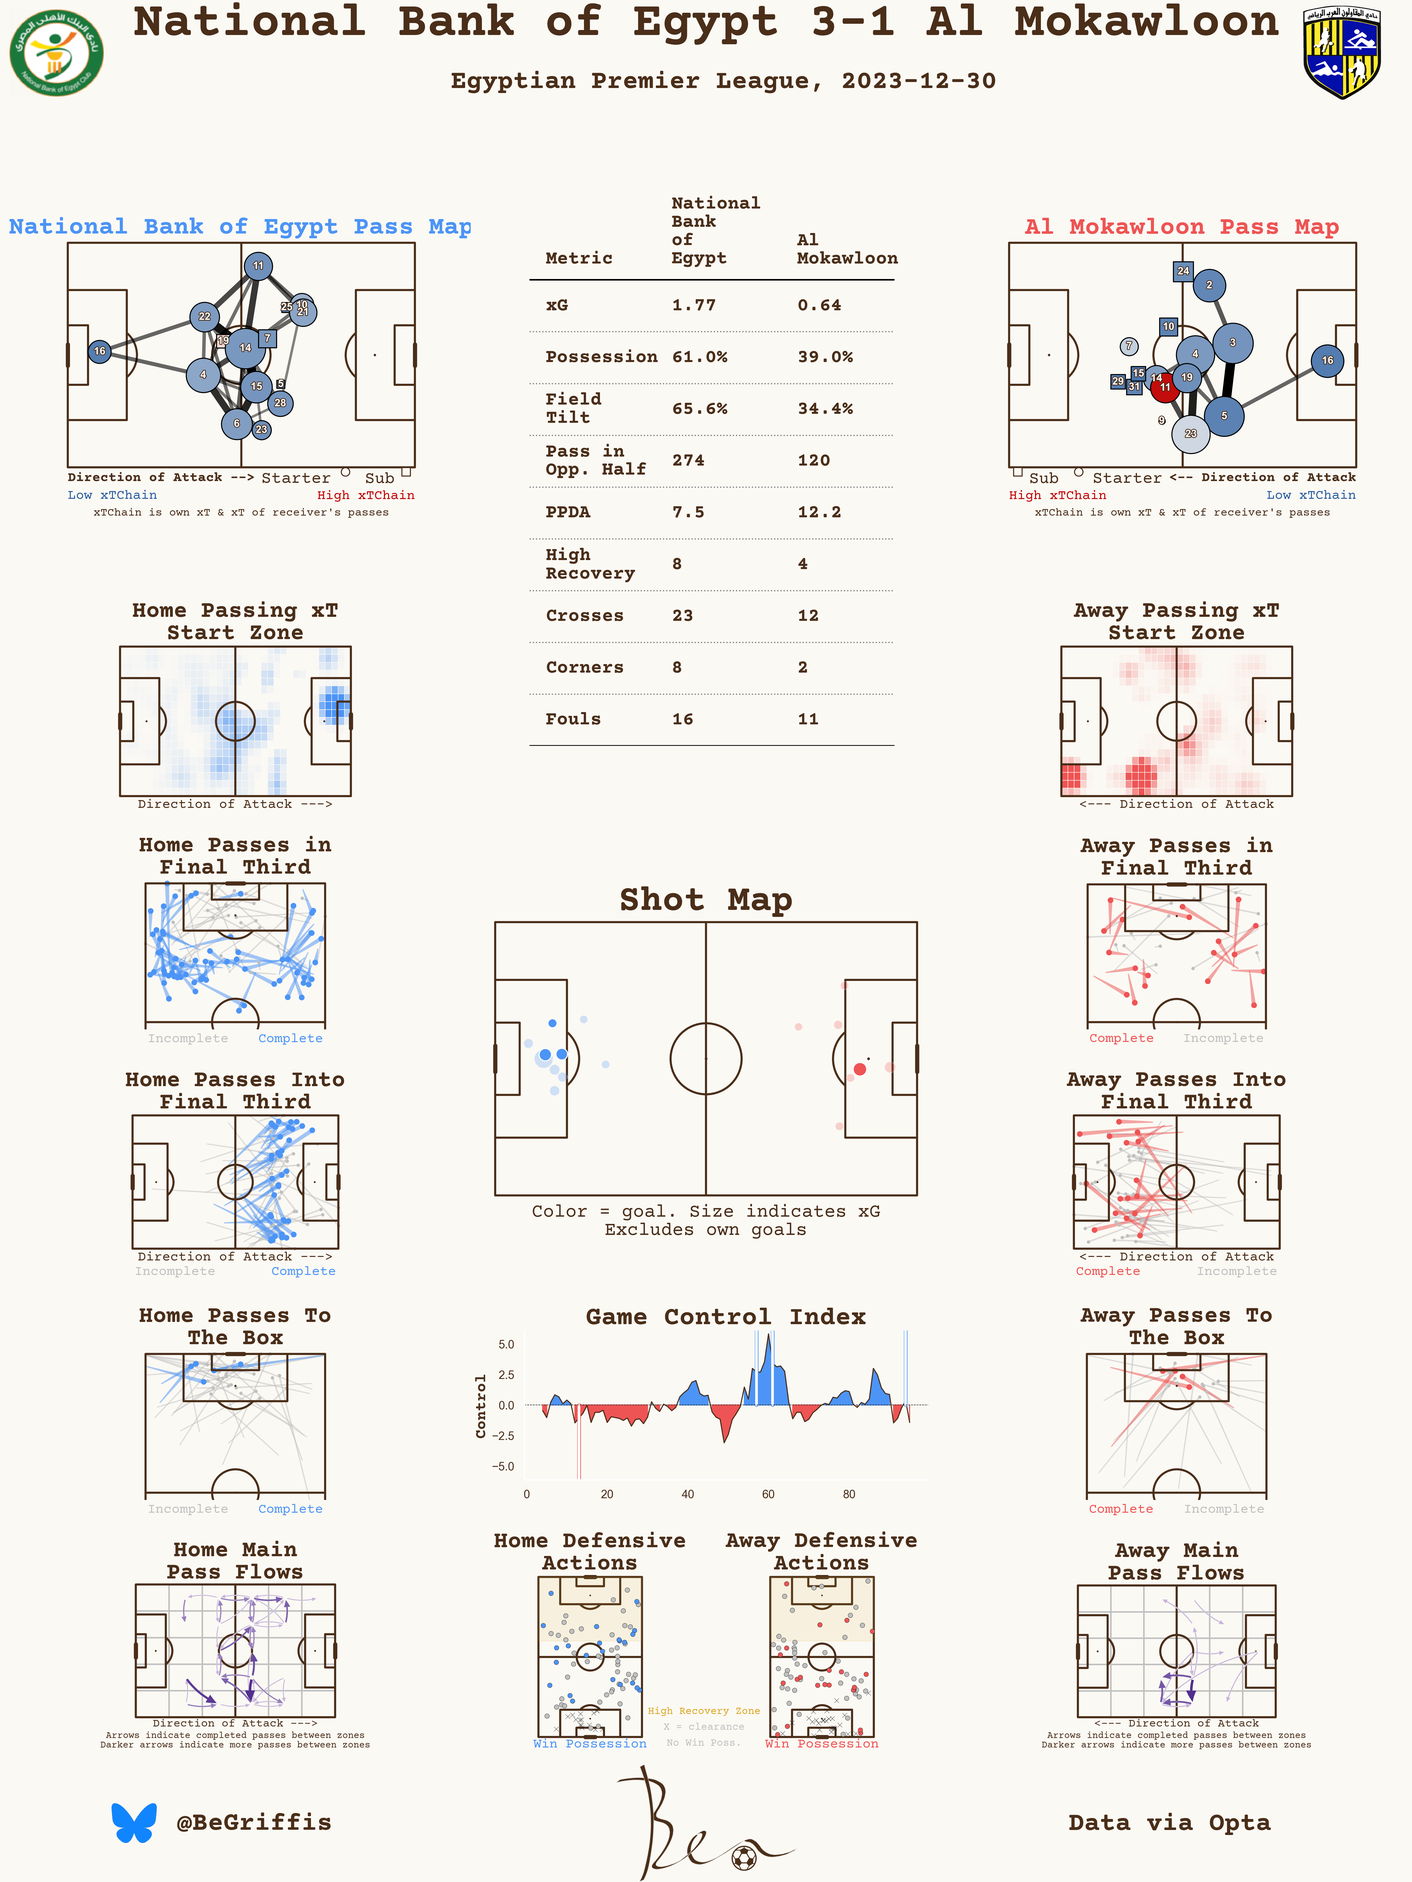 National Bank of Egypt 3-1 Al Mokawloon
Egyptian Premier League, 2023-12-30
National Bank of Egypt Pass Map
11
25
10
21
22
19
7
14
16
4
15
5
28
6
23
Direction of Attack --> Starter Sub
Low xTChain High xTChain
xTChain is own xT & xT of receiver's passes
Metric National Bank of Egypt Al Mokawloon
xG 1.77 0.64
Possession 61.0% 39.0%
Field Tilt 65.6% 34.4%
Pass in Opp. Half 274 120
PPDA 7.5 12.2
High Recovery 8 4
Crosses 23 12
Corners 8 2
Fouls 16 11
Al Mokawloon Pass Map
24
2
10
7
3
4
16
15
14
19
29
31
11
9
5
23
Sub Starter <-- Direction of Attack
High xTChain Low xTChain
xTChain is own xT & xT of receiver's passes
Home Passing xT
Start Zone
Direction of Attack --->
Away Passing xT
Start Zone
<--- Direction of Attack
Home Passes in
Final Third
Incomplete Complete
Away Passes in
Final Third
Complete Incomplete
Shot Map
Color = goal. Size indicates xG
Excludes own goals
Home Passes Into
Final Third
Direction of Attack --->
Incomplete Complete
Away Passes Into
Final Third
<--- Direction of Attack
Complete Incomplete
Home Passes To
The Box
Incomplete Complete
Game Control Index
Control
5.0
2.5
0.0
−2.5
−5.0
0 20 40 60 80
Away Passes To
The Box
Complete Incomplete
Home Main
Pass Flows
Direction of Attack --->
Arrows indicate completed passes between zones
Darker arrows indicate more passes between zones
Home Defensive
Actions
Win Possession
High Recovery Zone
X = clearance
No Win Poss.
Away Defensive
Actions
Win Possession
Away Main
Pass Flows
<--- Direction of Attack
Arrows indicate completed passes between zones
Darker arrows indicate more passes between zones
@BeGriffis
Ben
Data via Opta
National Bank of Egypt Club
نادي البنك الأهلي المصري
نادي المقاولون العرب الرياضي